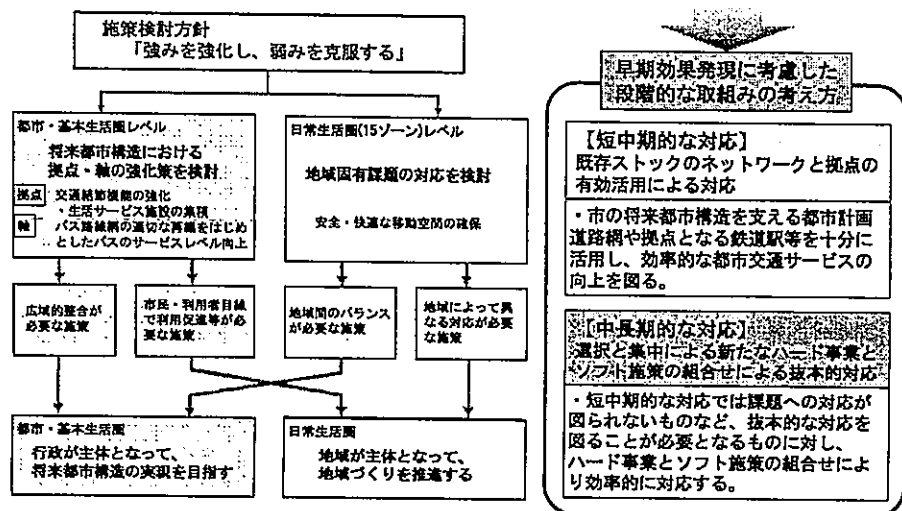 施策検討方針
「強みを強化し、弱みを克服する」
都市・基本生活圏レベル
将来都市構造における
拠点・軸の強化策を検討
拠点 交通結節機能の強化
・生活サービス施設の集積
軸 バス路線網の適切な再編をはじめ
としたバスのサービスレベル向上
日常生活圏(15ゾーン)レベル
地域固有課題の対応を検討
安全・快適な移動空間の確保
広域的整合が
必要な施策
市民・利用者目線
で利用促進等が必
要な施策
地域間のバランス
が必要な施策
地域によって異
なる対応が必要
な施策
都市・基本生活圏
行政が主体となって、
将来都市構造の実現を目指す
日常生活圏
地域が主体となって、
地域づくりを推進する
早期効果発現に考慮した
段階的な取組みの考え方
【短中期的な対応】
既存ストックのネットワークと拠点の
有効活用による対応
・市の将来都市構造を支える都市計画
道路網や拠点となる鉄道駅等を十分に
活用し、効率的な都市交通サービスの
向上を図る。
【中長期的な対応】
選択と集中による新たなハード事業と
ソフト施策の組合せによる抜本的対応
・短中期的な対応では課題への対応が
図られないものなど、抜本的な対応を
図ることが必要となるものに対し、
ハード事業とソフト施策の組合せによ
り効率的に対応する。